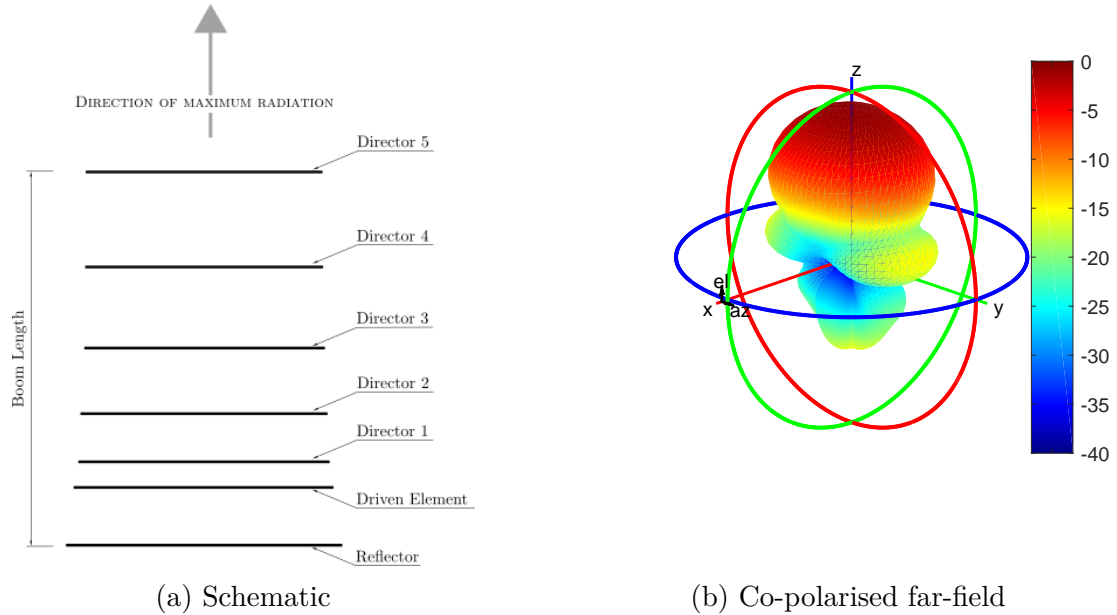 DIRECTION OF MAXIMUM RADIATION
Director 5
Director 4
Director 3
Director 2
Director 1
Driven Element
Reflector
Boom Length
(a) Schematic
z
el
x
az
y
0
-5
-10
-15
-20
-25
-30
-35
-40
(b) Co-polarised far-field